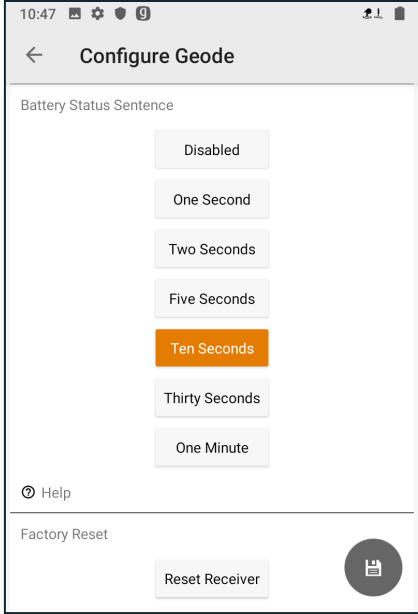 10:47
Configure Geode
Battery Status Sentence
Disabled
One Second
Two Seconds
Five Seconds
Ten Seconds
Thirty Seconds
One Minute
Help
Factory Reset
Reset Receiver